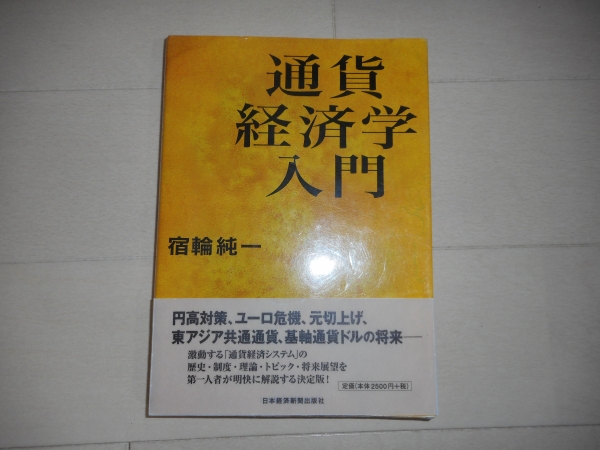 通貨
経済学
入門
宿輪純一
円高対策、ユーロ危機、元切上げ、
東アジア共通通貨、基軸通貨ドルの将来——
激動する「通貨経済システム」の
歴史・制度・理論・トピック・将来展望を
第一人者が明快に解説する決定版!
定価(本体2500円+税)
日本経済新聞出版社